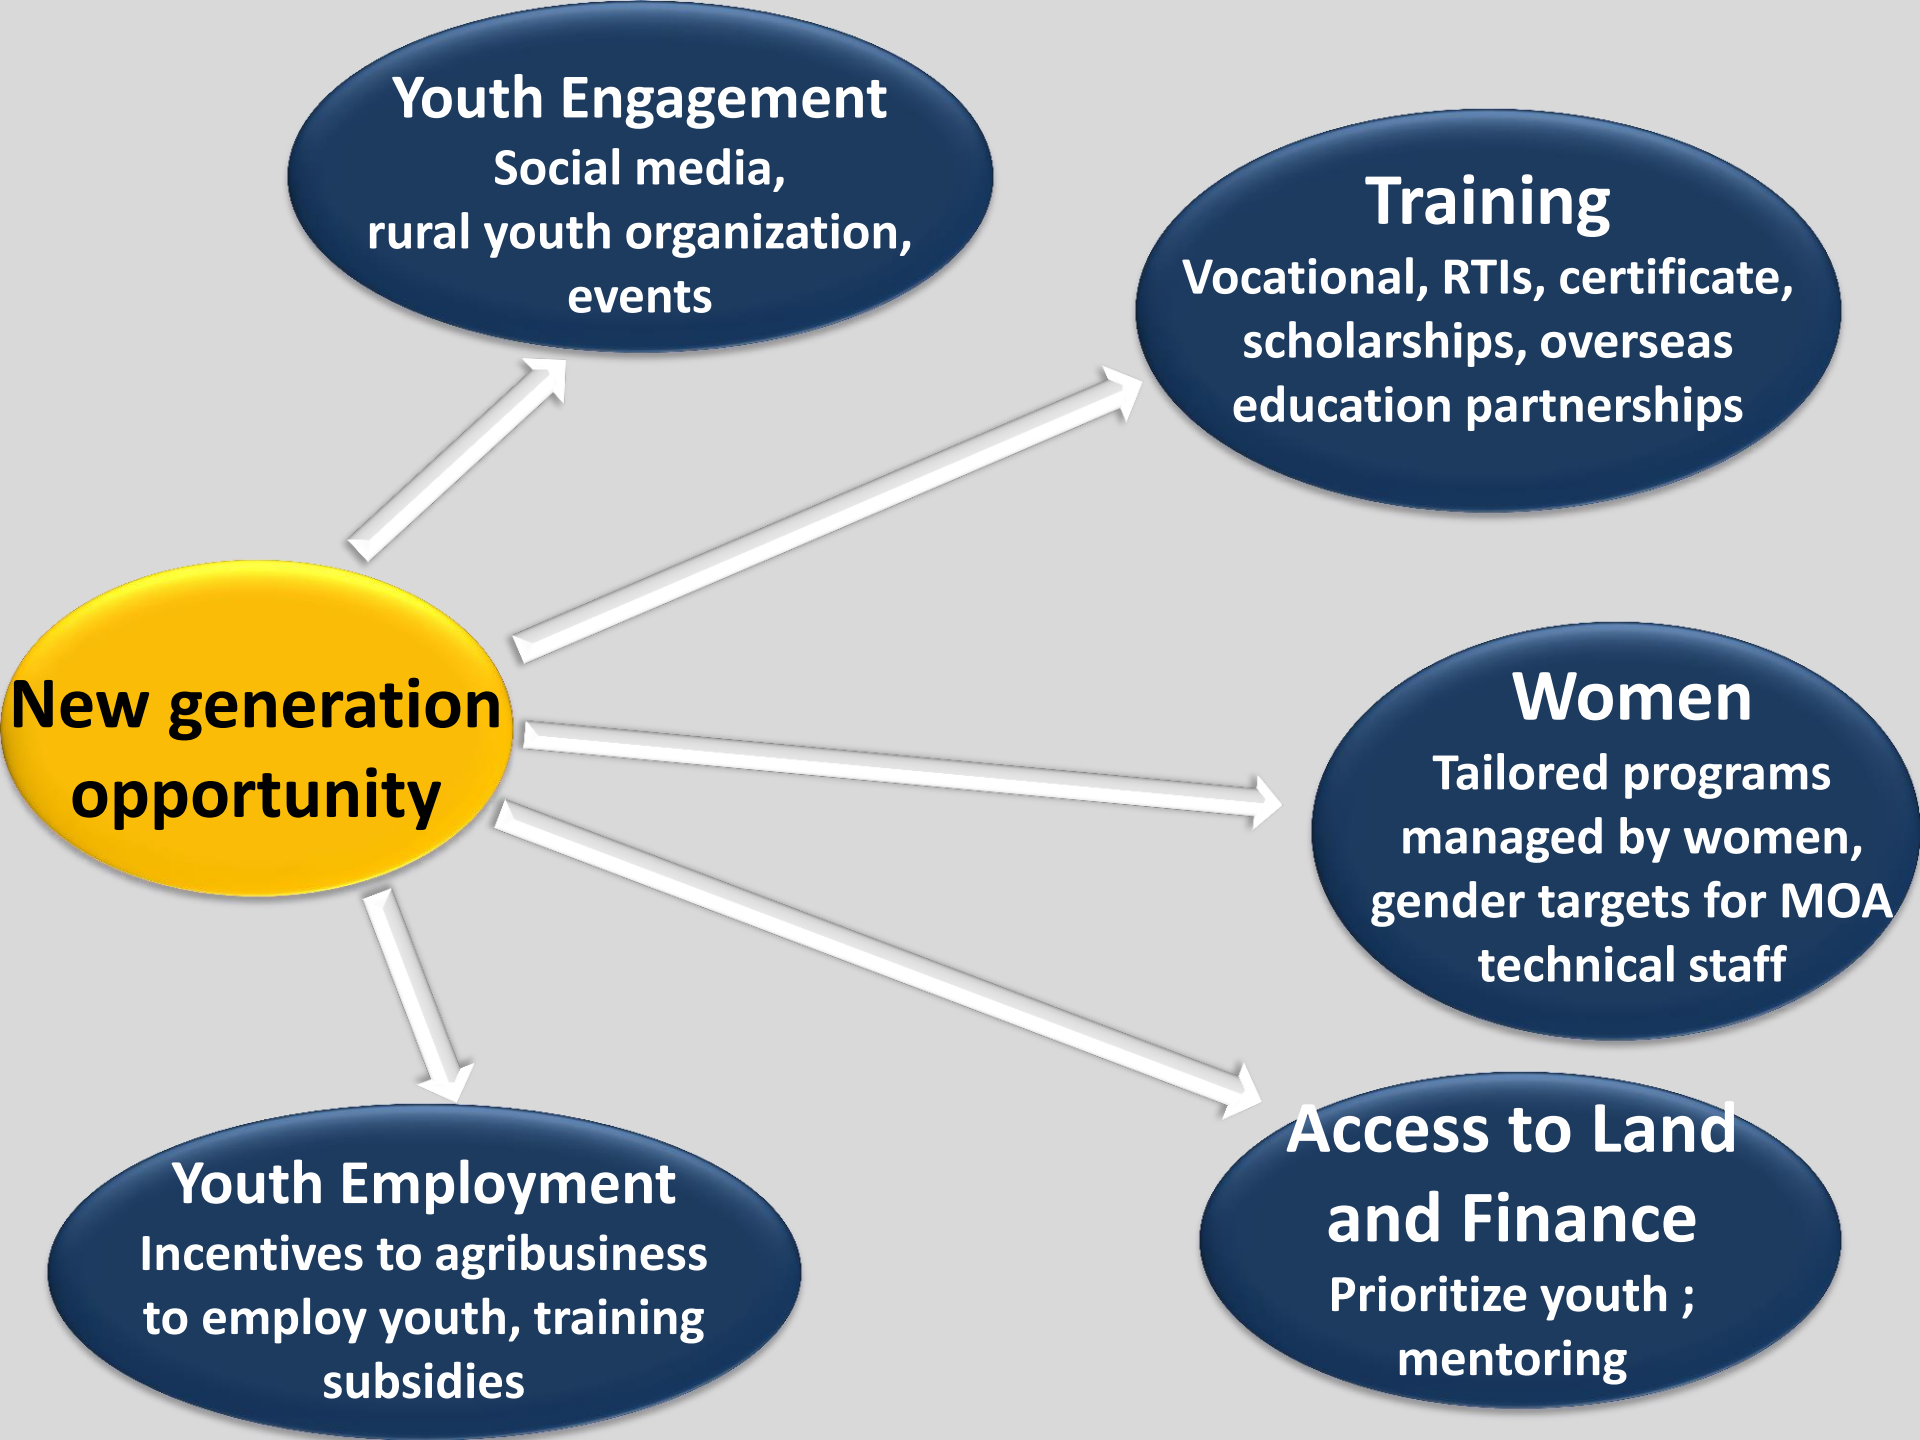 Youth Engagement
Social media,
rural youth organization,
events
Training
Vocational, RTIs, certificate,
scholarships, overseas
education partnerships
New generation
opportunity
Women
Tailored programs
managed by women,
gender targets for MOA
technical staff
Youth Employment
Incentives to agribusiness
to employ youth, training
subsidies
Access to Land
and Finance
Prioritize youth ;
mentoring